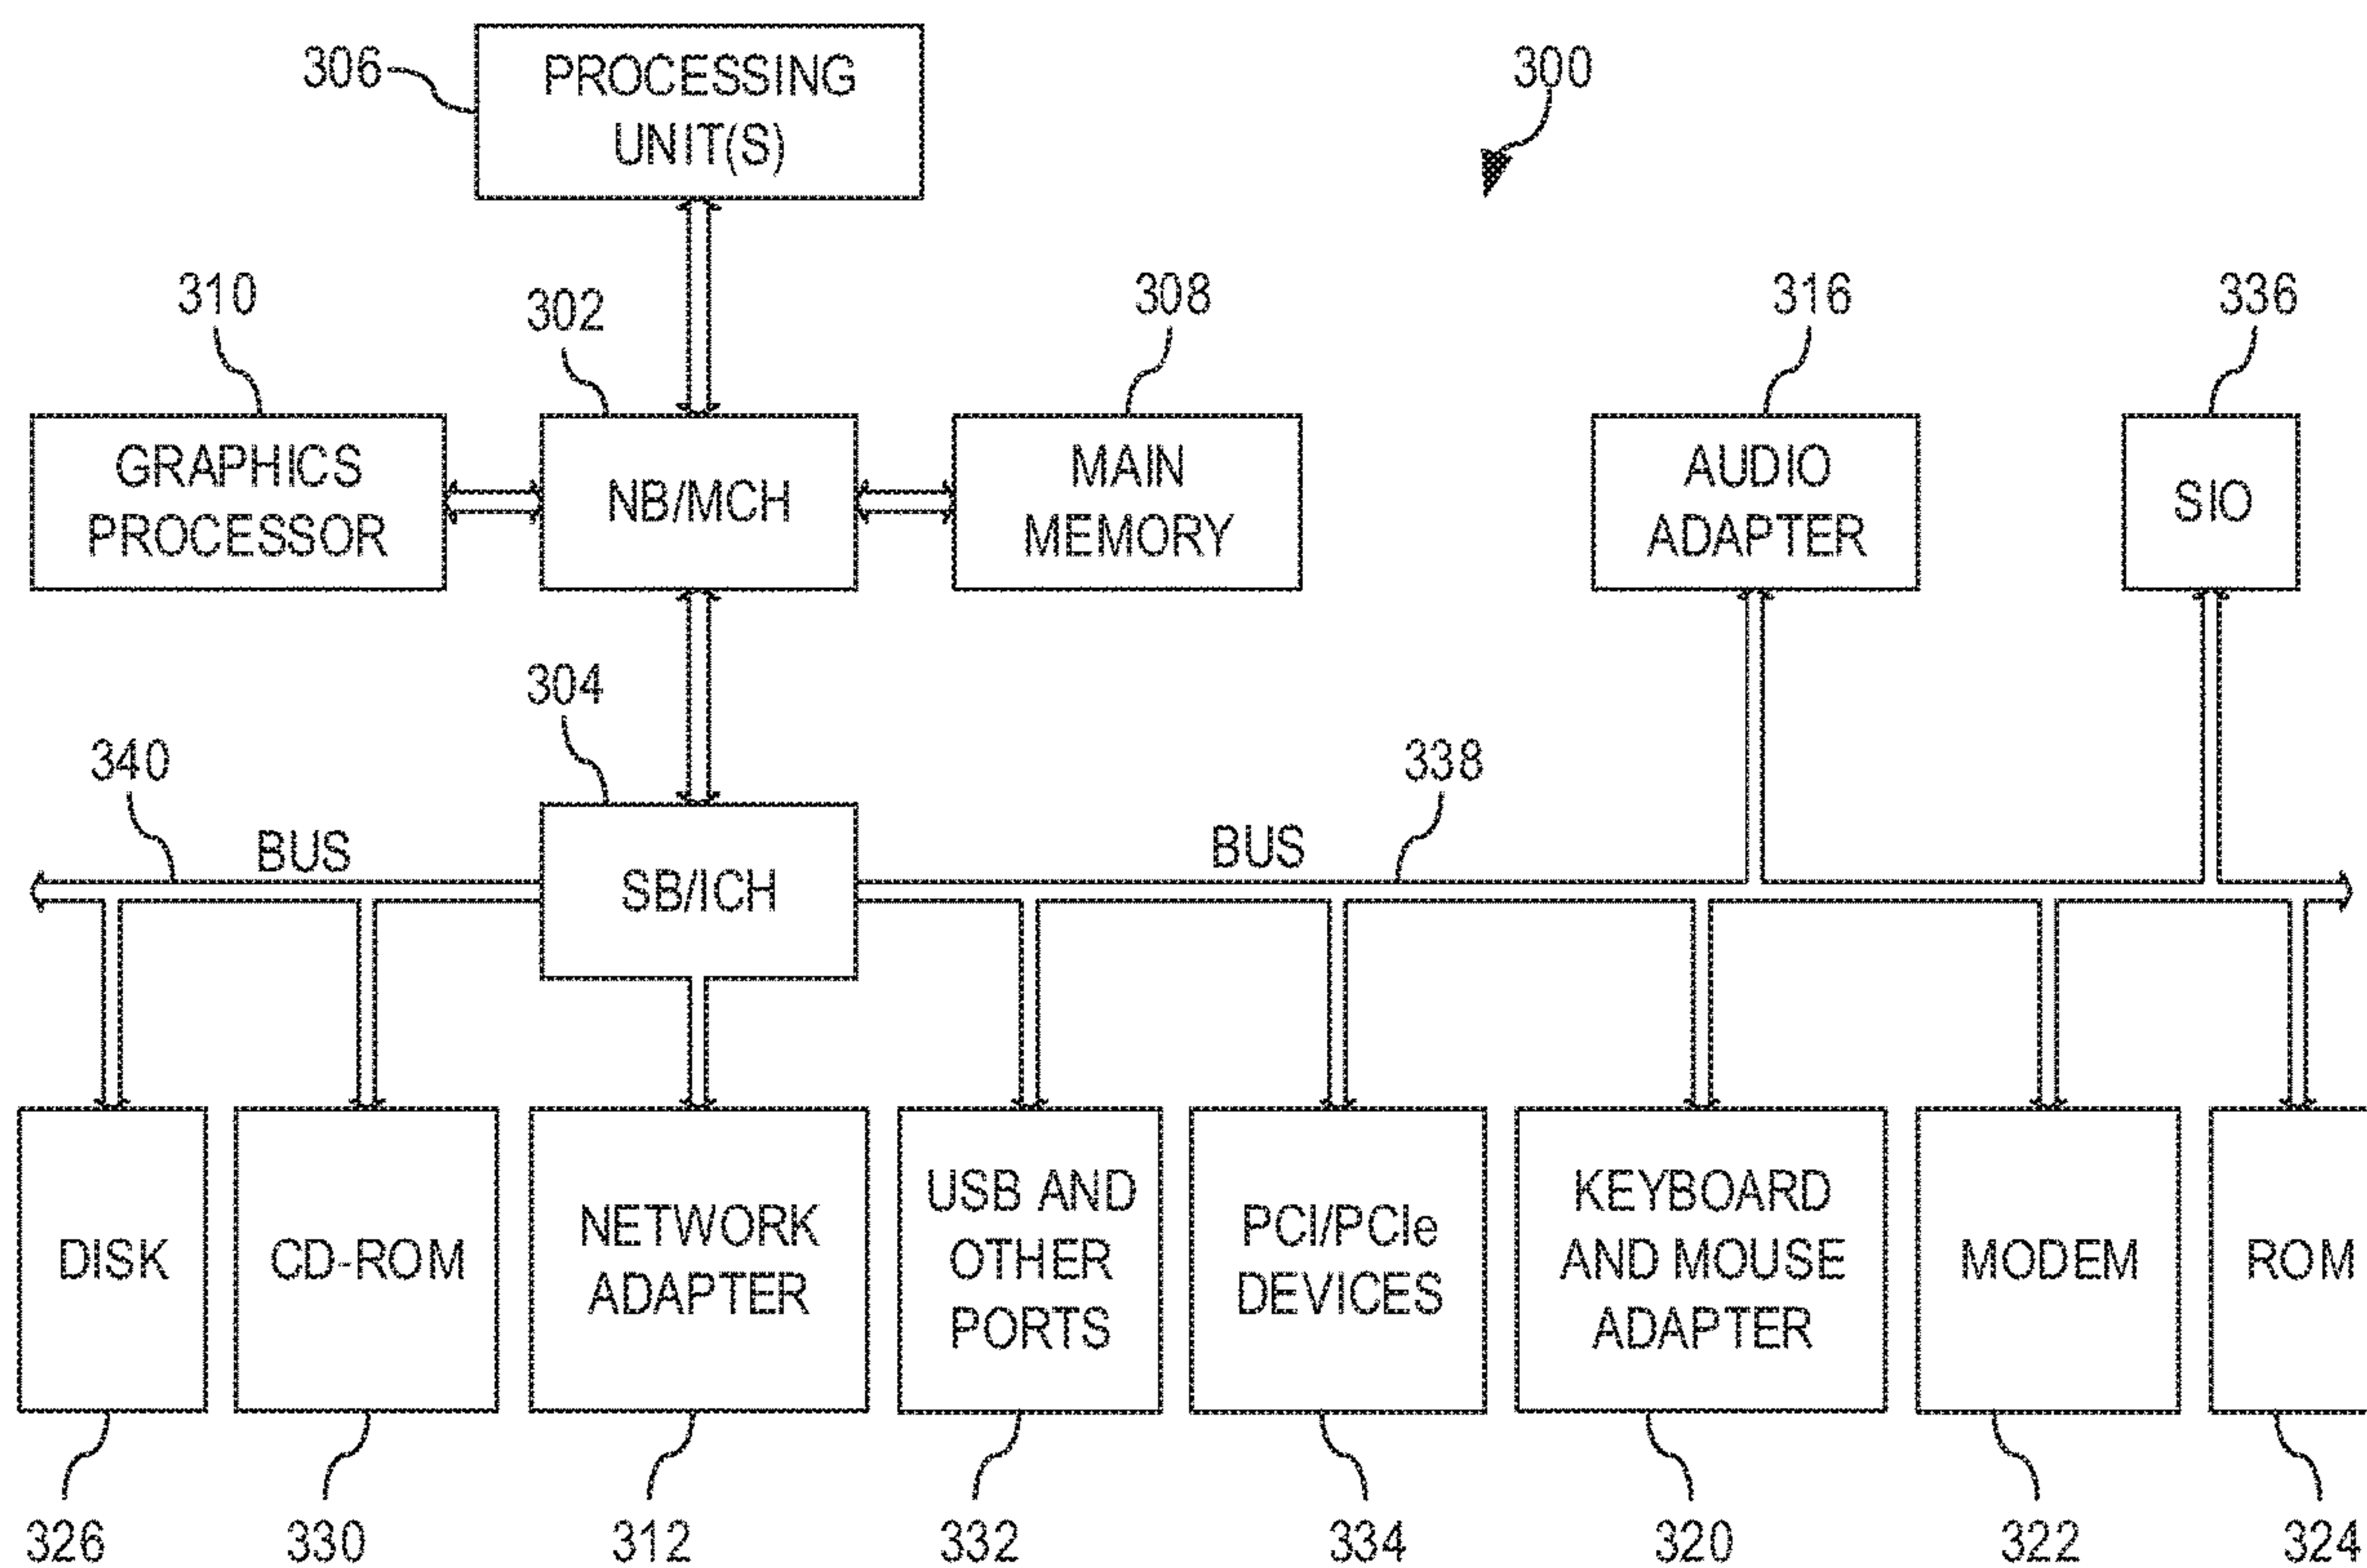 306
PROCESSING
UNIT(S)
300
310
302
308
316
336
GRAPHICS
PROCESSOR
NB/MCH
MAIN
MEMORY
AUDIO
ADAPTER
SIO
304
340
338
BUS
BUS
SB/ICH
DISK
CD-ROM
NETWORK
ADAPTER
USB AND
OTHER
PORTS
PCI/PCIe
DEVICES
KEYBOARD
AND MOUSE
ADAPTER
MODEM
ROM
326
330
312
332
334
320
322
324